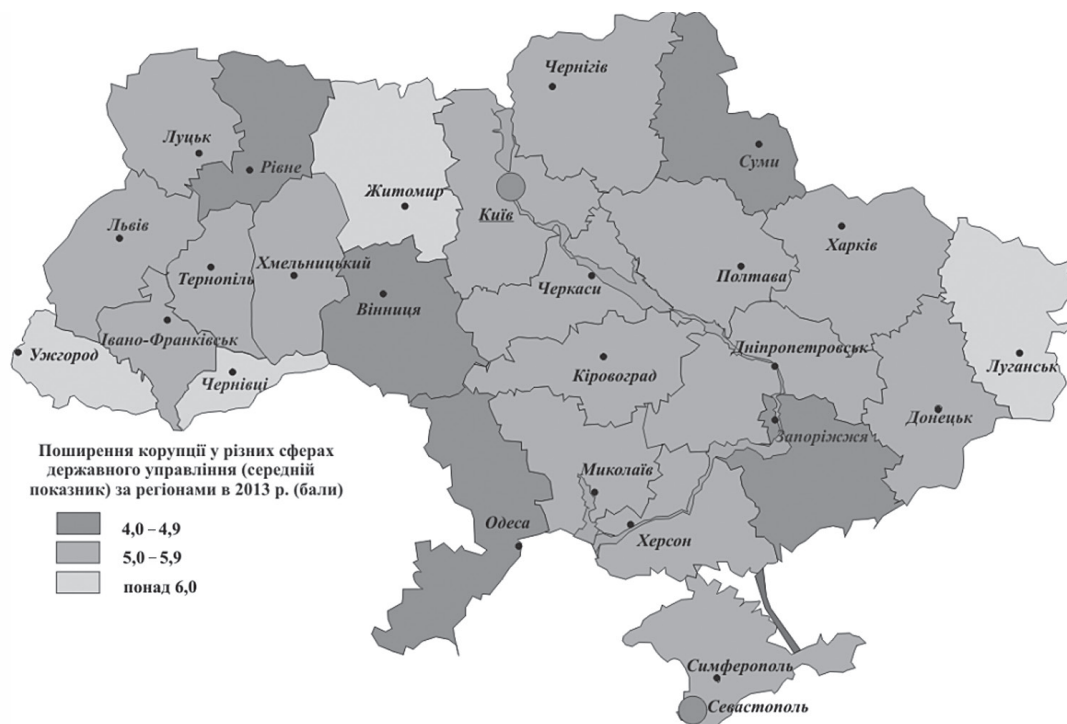 Чернігів
Луцьк
Рівне
Суми
Житомир
Київ
Львів
Харків
Тернопіль
Хмельницький
Полтава
Черкаси
Вінниця
Івано-Франківськ
Ужгород
Чернівці
Дніпропетровськ
Кіровоград
Луганськ
Донецьк
Запоріжжя
Миколаїв
Одеса
Херсон
Симферополь
Севастополь
Поширення корупції у різних сферах
державного управління (середній
показник) за регіонами в 2013 р. (бали)
4,0 – 4,9
5,0 – 5,9
понад 6,0